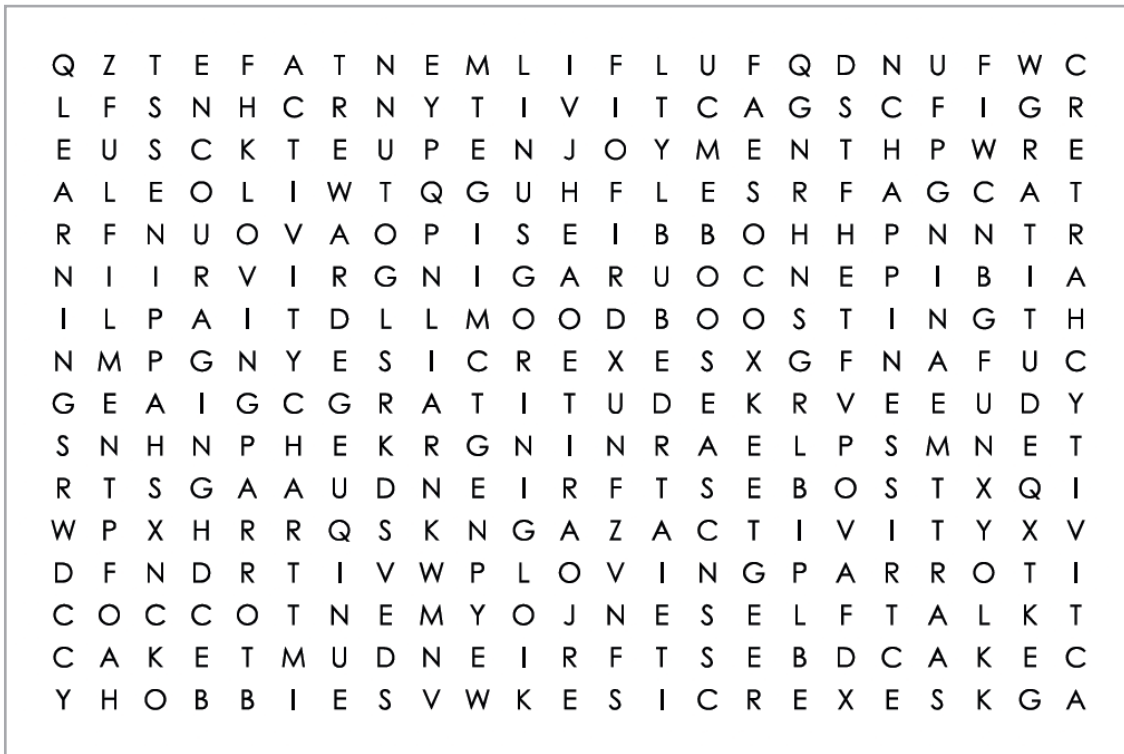 Q Z T E F A T N E M L I F L U F Q D N U F W C
L F S N H C R N Y T I V I T C A G S C F I G R
E U S C K T E U P E N J O Y M E N T H P W R E
A L E O L I W T Q G U H F L E S R F A G C A T
R F N U O V A O P I S E I B B O H H P N N T R
N I I R V I R G N I G A R U O C N E P I B I A
I L P A I T D L L M O O D B O O S T I N G T H
N M P G N Y E S I C R E X E S X G F N A F U C
G E A I G C G R A T I T U D E K R V E E U D Y
S N H N P H E K R G N I N R A E L P S M N E T
R T S G A A U D N E I R F T S E B O S T X Q I
W P X H R R Q S K N G A Z A C T I V I T Y X V
D F N D R T I V W P L O V I N G P A R R O T I
C O C C O T N E M Y O J N E S E L F T A L K T
C A K E T M U D N E I R F T S E B D C A K E C
Y H O B B I E S V W K E S I C R E X E S K G A